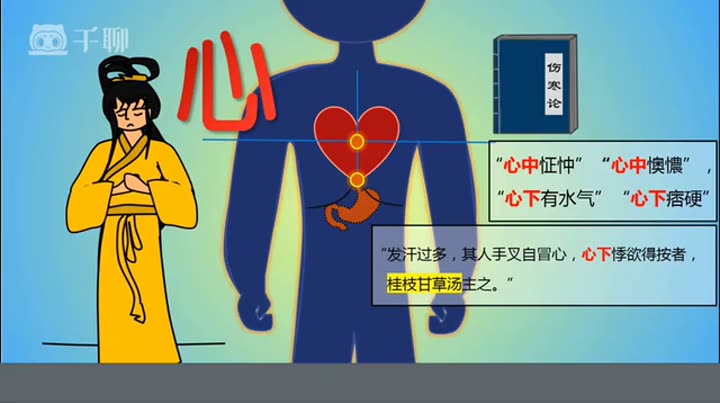 千聊
心
伤寒论
“心中怔忡” “心中懊憹”，
“心下有水气” “心下痞硬”
“发汗过多，其人手叉自冒心，心下悸欲得按者，
桂枝甘草汤主之。”